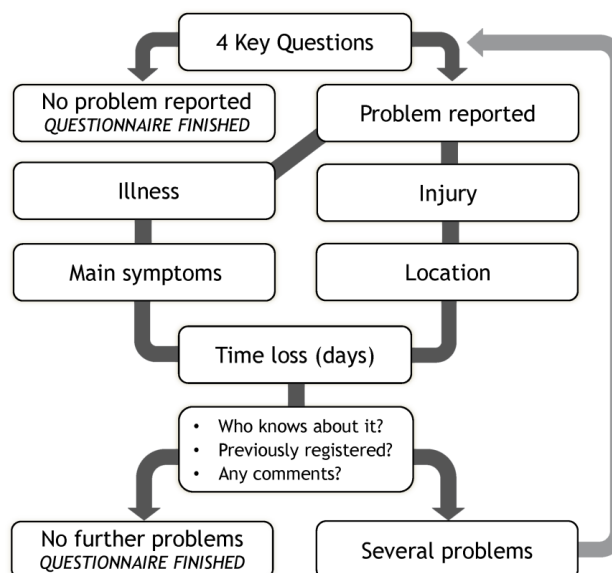 4 Key Questions
No problem reported
QUESTIONNAIRE FINISHED
Problem reported
Illness
Injury
Main symptoms
Location
Time loss (days)
• Who knows about it?
• Previously registered?
• Any comments?
No further problems
QUESTIONNAIRE FINISHED
Several problems